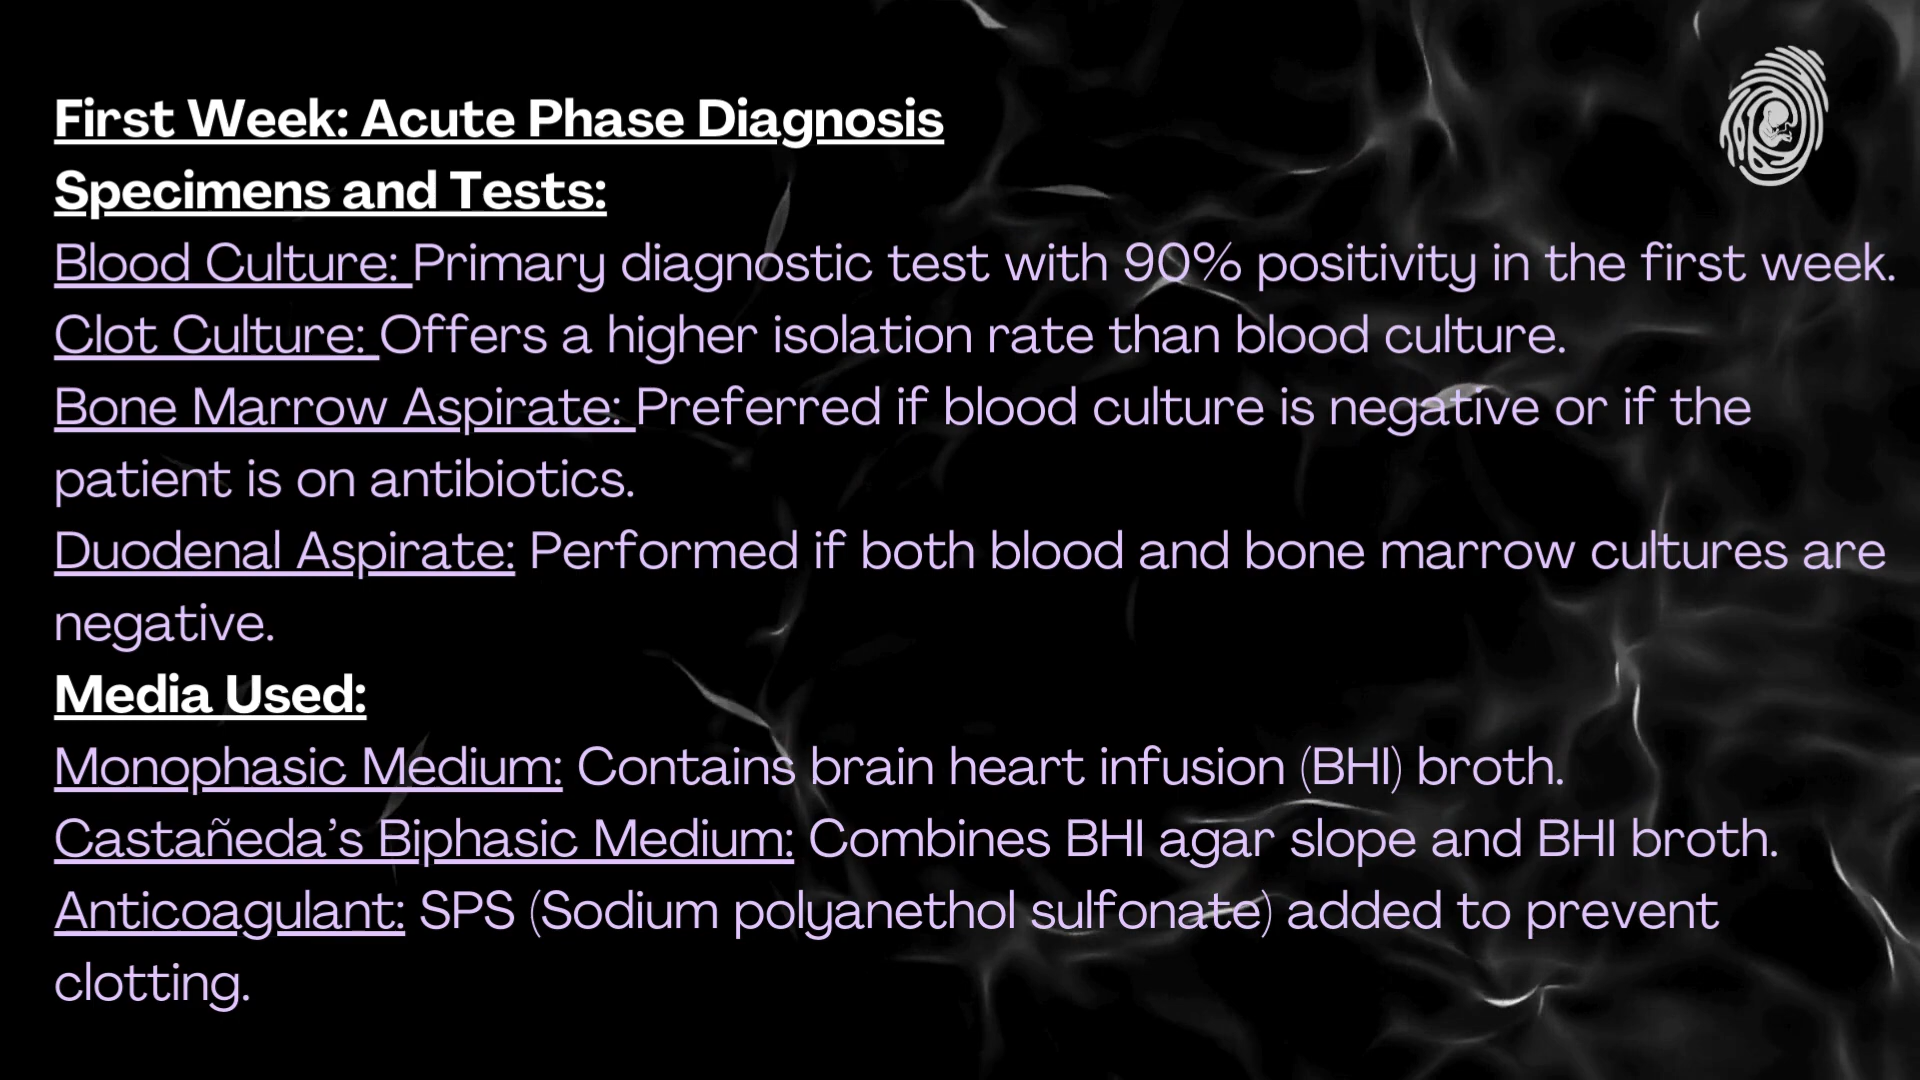 First Week: Acute Phase Diagnosis
Specimens and Tests:
Blood Culture: Primary diagnostic test with 90% positivity in the first week.
Clot Culture: Offers a higher isolation rate than blood culture.
Bone Marrow Aspirate: Preferred if blood culture is negative or if the
patient is on antibiotics.
Duodenal Aspirate: Performed if both blood and bone marrow cultures are
negative.
Media Used:
Monophasic Medium: Contains brain heart infusion (BHI) broth.
Castañeda’s Biphasic Medium: Combines BHI agar slope and BHI broth.
Anticoagulant: SPS (Sodium polyanethol sulfonate) added to prevent
clotting.